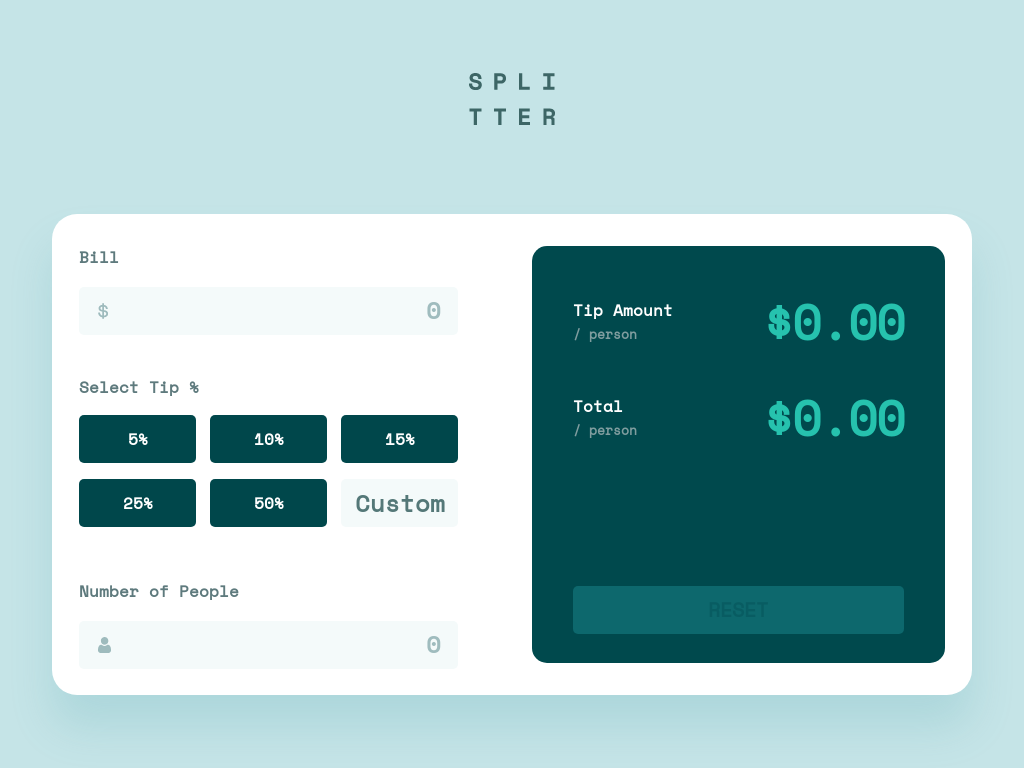 SPLI
TTER
Bill
$ 0
Select Tip %
5% 10% 15%
25% 50% Custom
Number of People
0
Tip Amount
/ person
$0.00
Total
/ person
$0.00
RESET